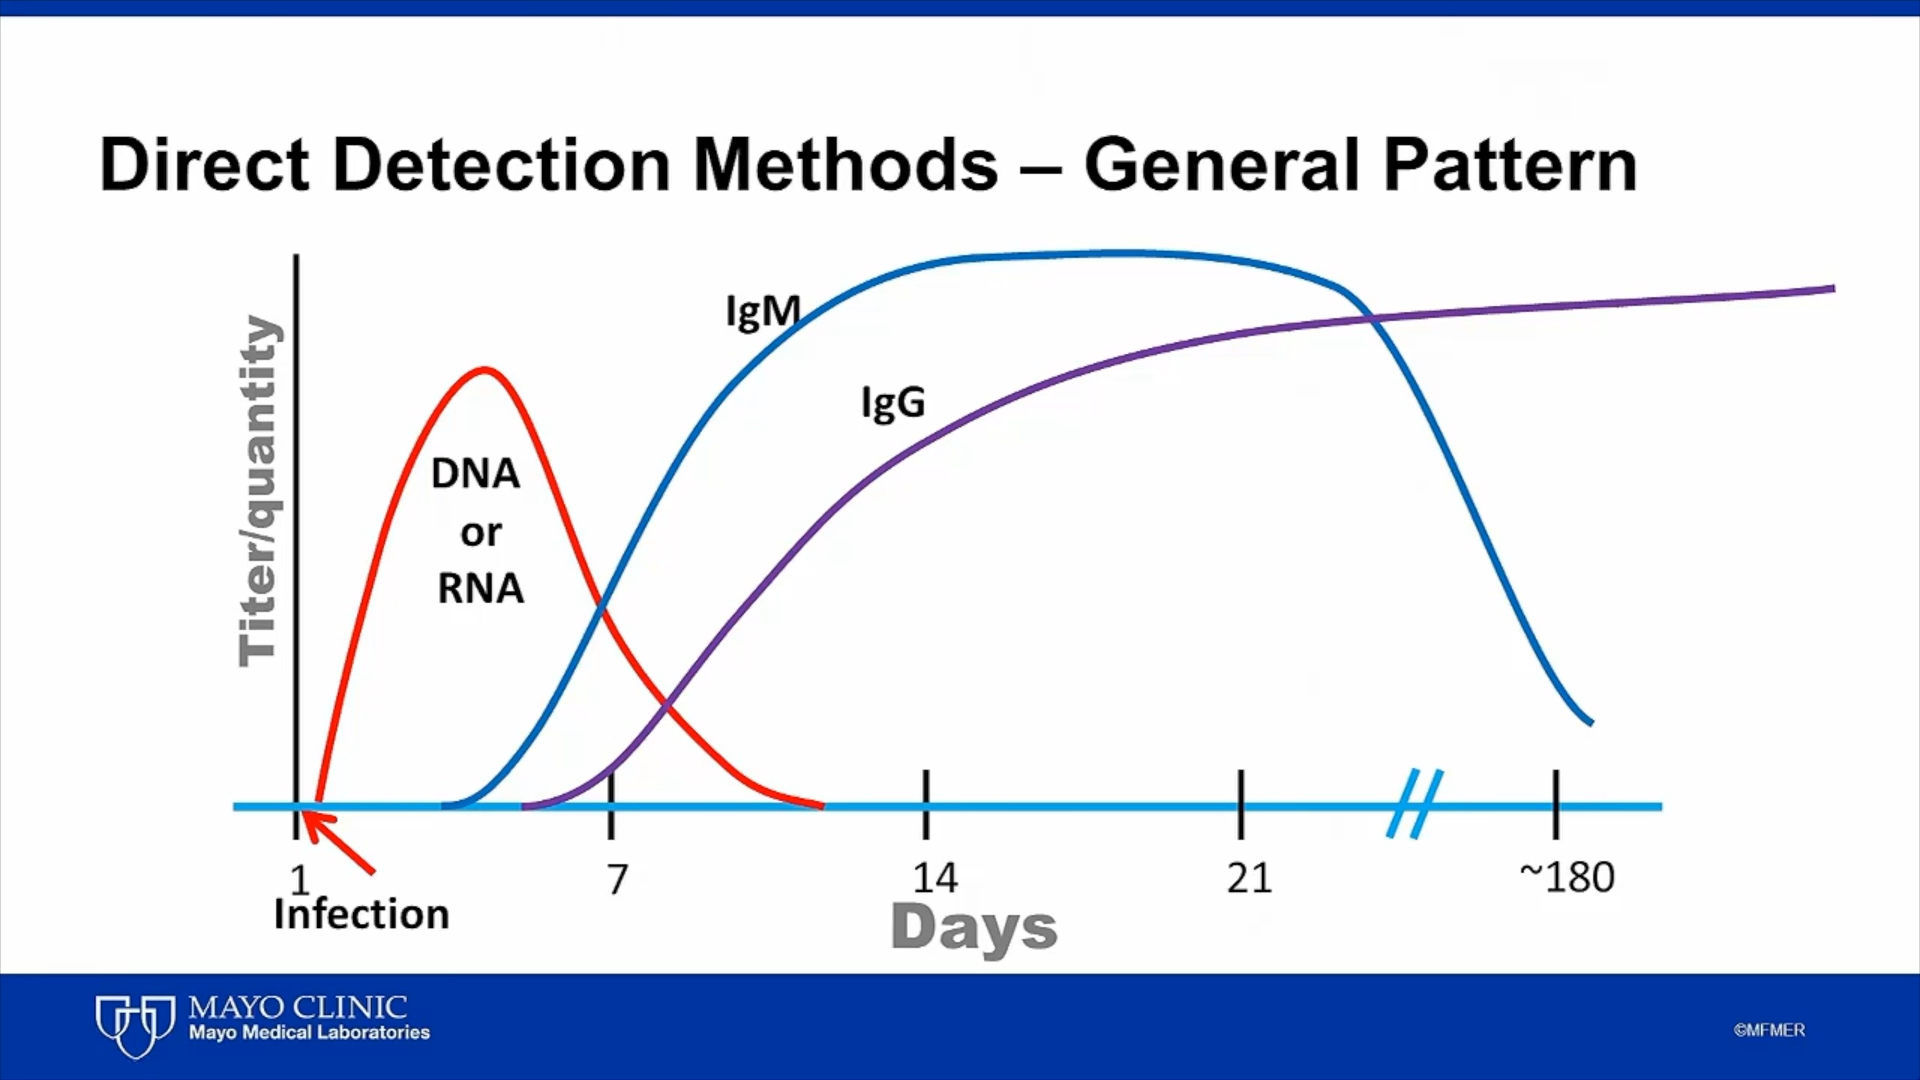 Direct Detection Methods – General Pattern
Titer/quantity
IgM
IgG
DNA
or
RNA
1
7
14
21
~180
Infection
Days
MAYO CLINIC
Mayo Medical Laboratories
©MFMER